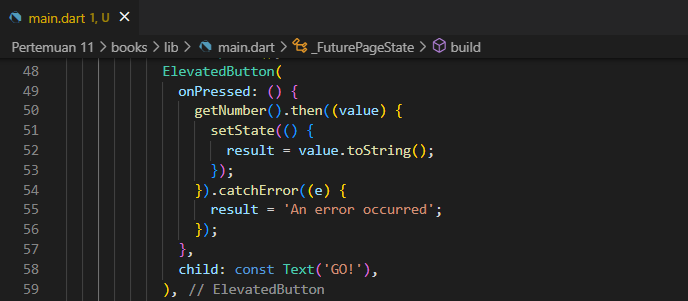 main.dart 1, U
Pertemuan 11 > books > lib > main.dart > _FuturePageState > build
48 ElevatedButton(
49 onPressed: () {
50 getNumber().then((value) {
51 setState(() {
52 result = value.toString();
53 });
54 }).catchError((e) {
55 result = 'An error occurred';
56 });
57 },
58 child: const Text('GO!'),
59 ), // ElevatedButton